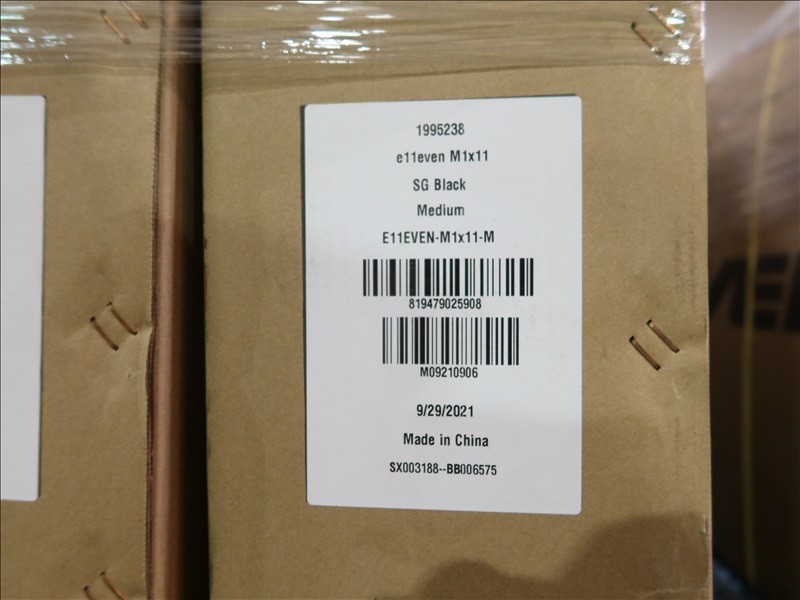 1995238
e11even M1x11
SG Black
Medium
E11EVEN-M1x11-M
819479025908
M09210906
9/29/2021
Made in China
SX003188--BB006575